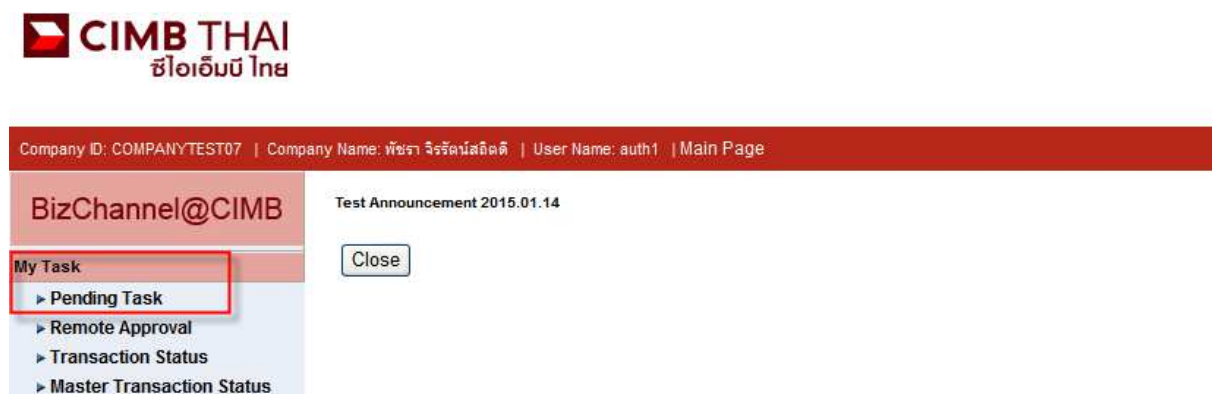 CIMB THAI
ซีไอเอ็มบี ไทย
Company ID: COMPANYTEST07 | Company Name: พัชรา จิรรัตน์สถิตดี | User Name: auth1 | Main Page
BizChannel@CIMB
Test Announcement 2015.01.14
Close
My Task
Pending Task
Remote Approval
Transaction Status
Master Transaction Status